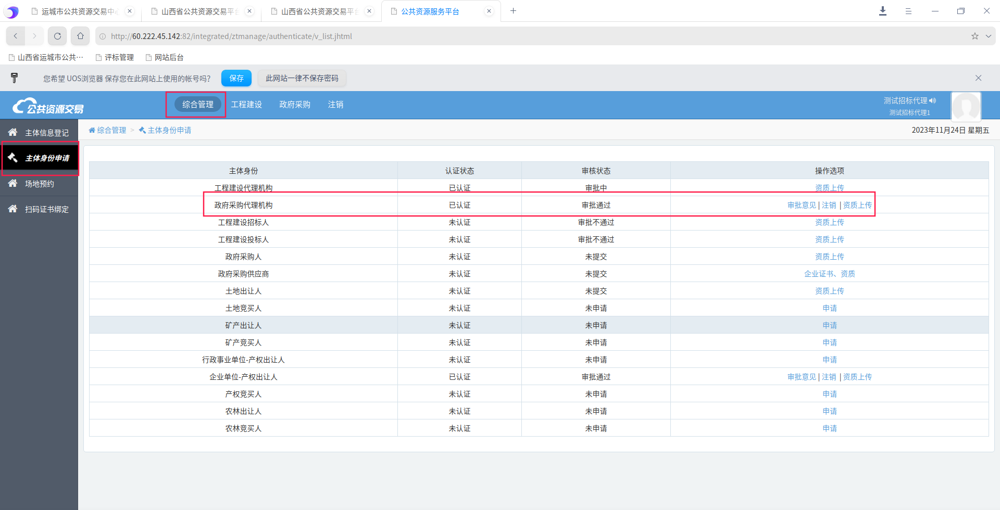 运城市公共资源交易中心 山西省公共资源交易平台 山西省公共资源交易平台 公共资源服务平台
http://60.222.45.142:82/integrated/ztmanage/authenticate/v_list.jhtml
山西省运城市公共… 评标管理 网站后台
您希望 UOS浏览器 保存您在此网站上使用的帐号吗? 保存 此网站一律不保存密码
公共资源交易 综合管理 工程建设 政府采购 注销 测试招标代理
测试招标代理1
主体信息登记
主体身份申请
场地预约
扫码证书绑定
综合管理 > 主体身份申请 2023年11月24日 星期五
主体身份 认证状态 审核状态 操作选项
工程建设代理机构 已认证 审批中 资质上传
政府采购代理机构 已认证 审批通过 审批意见 | 注销 | 资质上传
工程建设招标人 未认证 审批不通过 资质上传
工程建设投标人 未认证 审批不通过 资质上传
政府采购人 未认证 未提交 资质上传
政府采购供应商 未认证 未提交 企业证书、资质
土地出让人 未认证 未提交 资质上传
土地竞买人 未认证 未申请 申请
矿产出让人 未认证 未申请 申请
矿产竞买人 未认证 未申请 申请
行政事业单位-产权出让人 未认证 未申请 申请
企业单位-产权出让人 已认证 审批通过 审批意见 | 注销 | 资质上传
产权竞买人 未认证 未申请 申请
农林出让人 未认证 未申请 申请
农林竞买人 未认证 未申请 申请